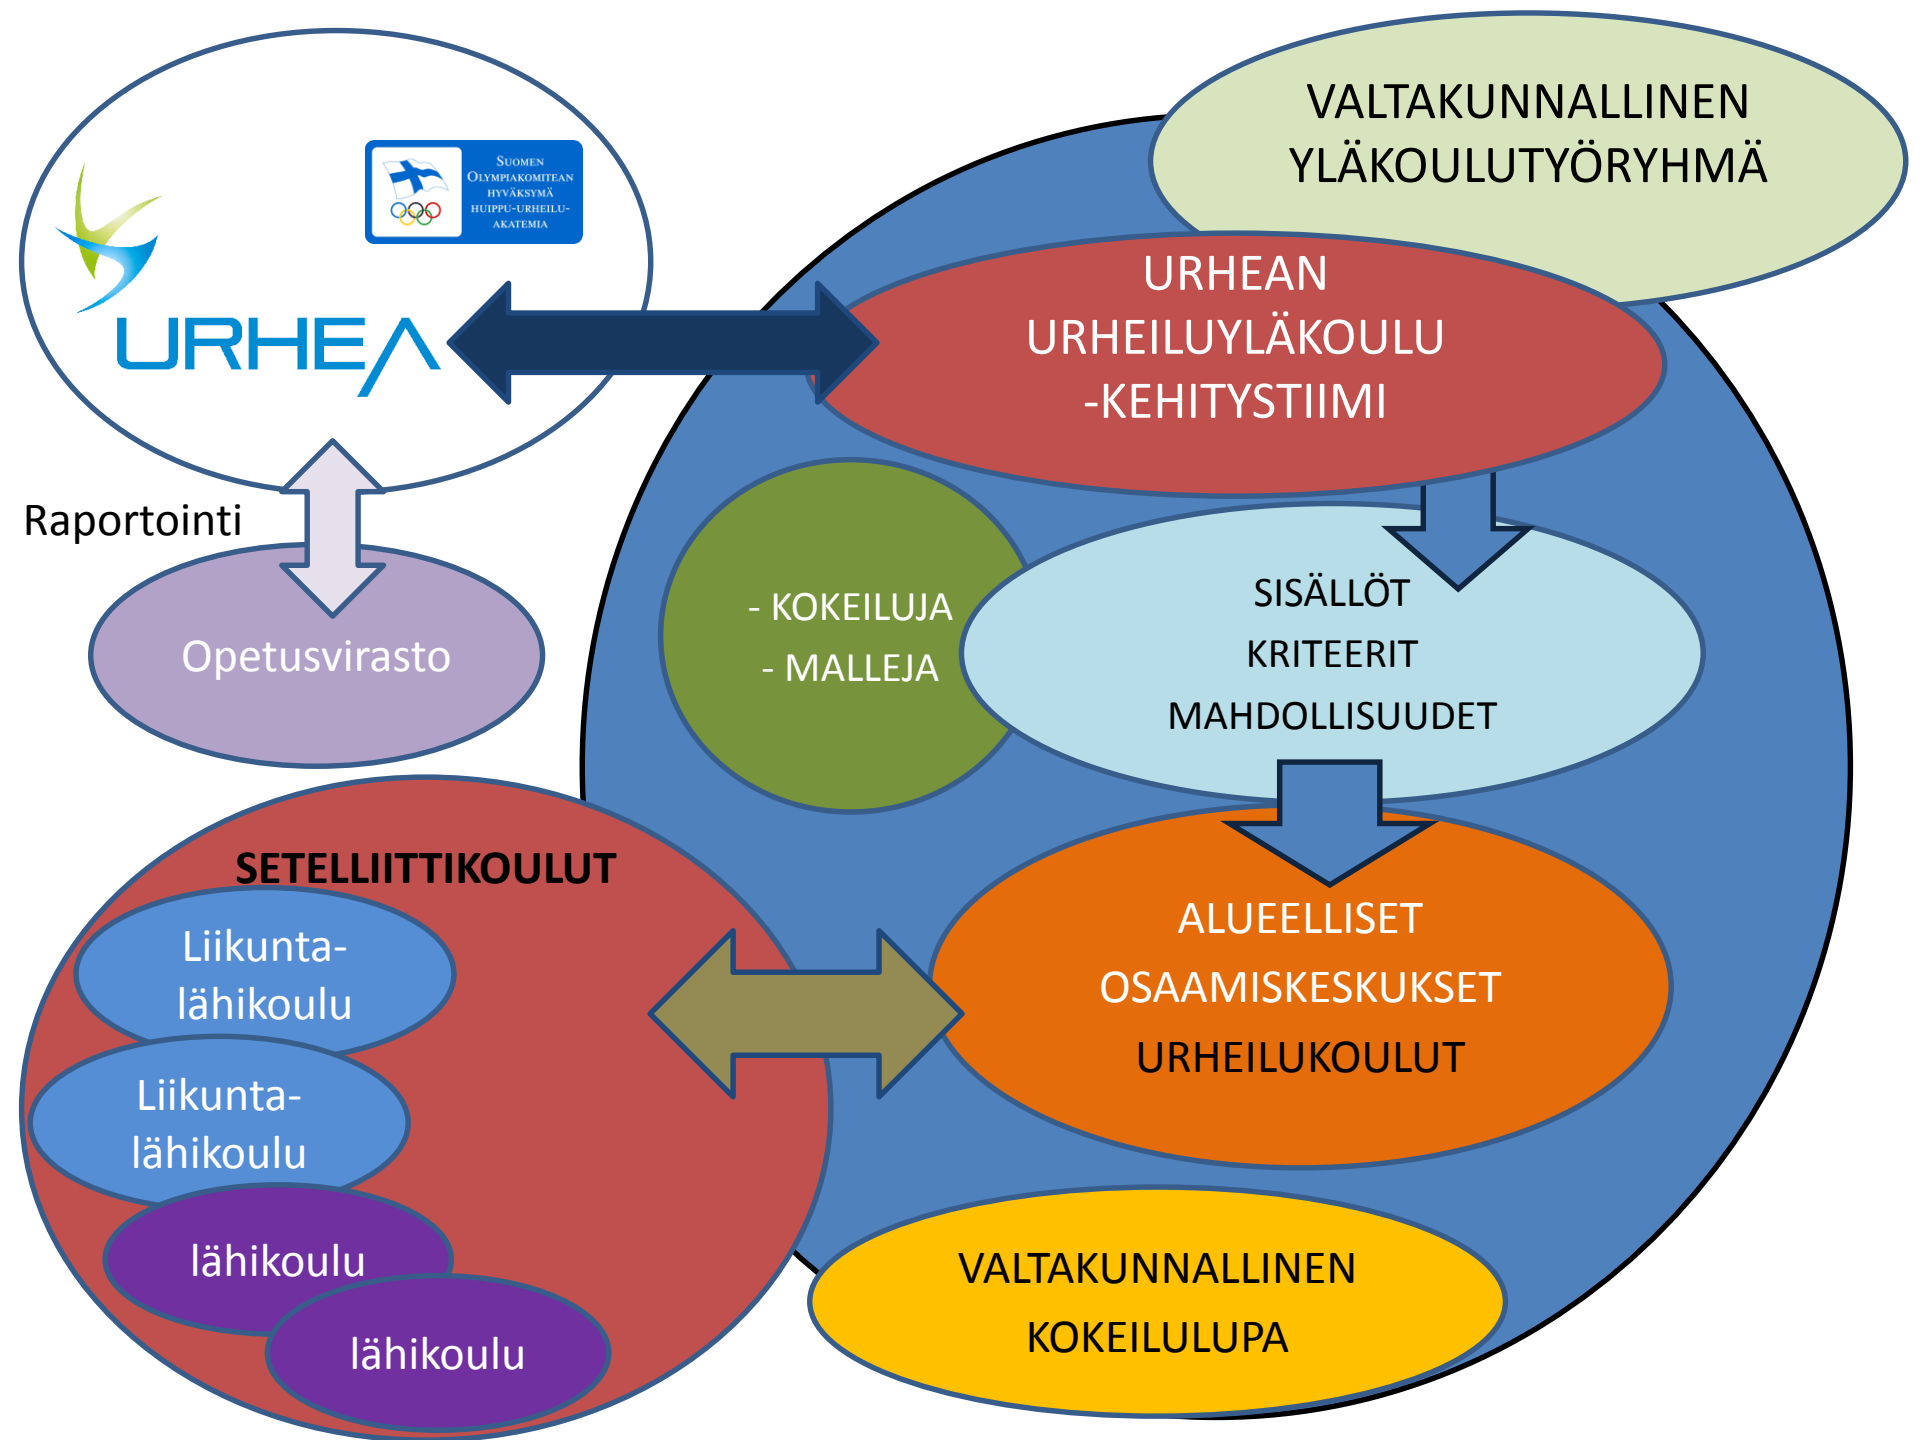 SUOMEN
OLYMPIAKOMITEAN
HYVÄKSYMÄ
HUIPPU-URHEILU-
AKATEMIA
URHEA
Raportointi
Opetusvirasto
VALTAKUNNALLINEN
YLÄKOULUTYÖRYHMÄ
URHEAN
URHEILUYLÄKOULU
-KEHITYSTIIMI
- KOKEILUJA
- MALLEJA
SISÄLLÖT
KRITEERIT
MAHDOLLISUUDET
ALUEELLISET
OSAAMISKESKUKSET
URHEILUKOULUT
SETELLIITTIKOULUT
Liikunta-
lähikoulu
Liikunta-
lähikoulu
lähikoulu
lähikoulu
VALTAKUNNALLINEN
KOKEILULUPA